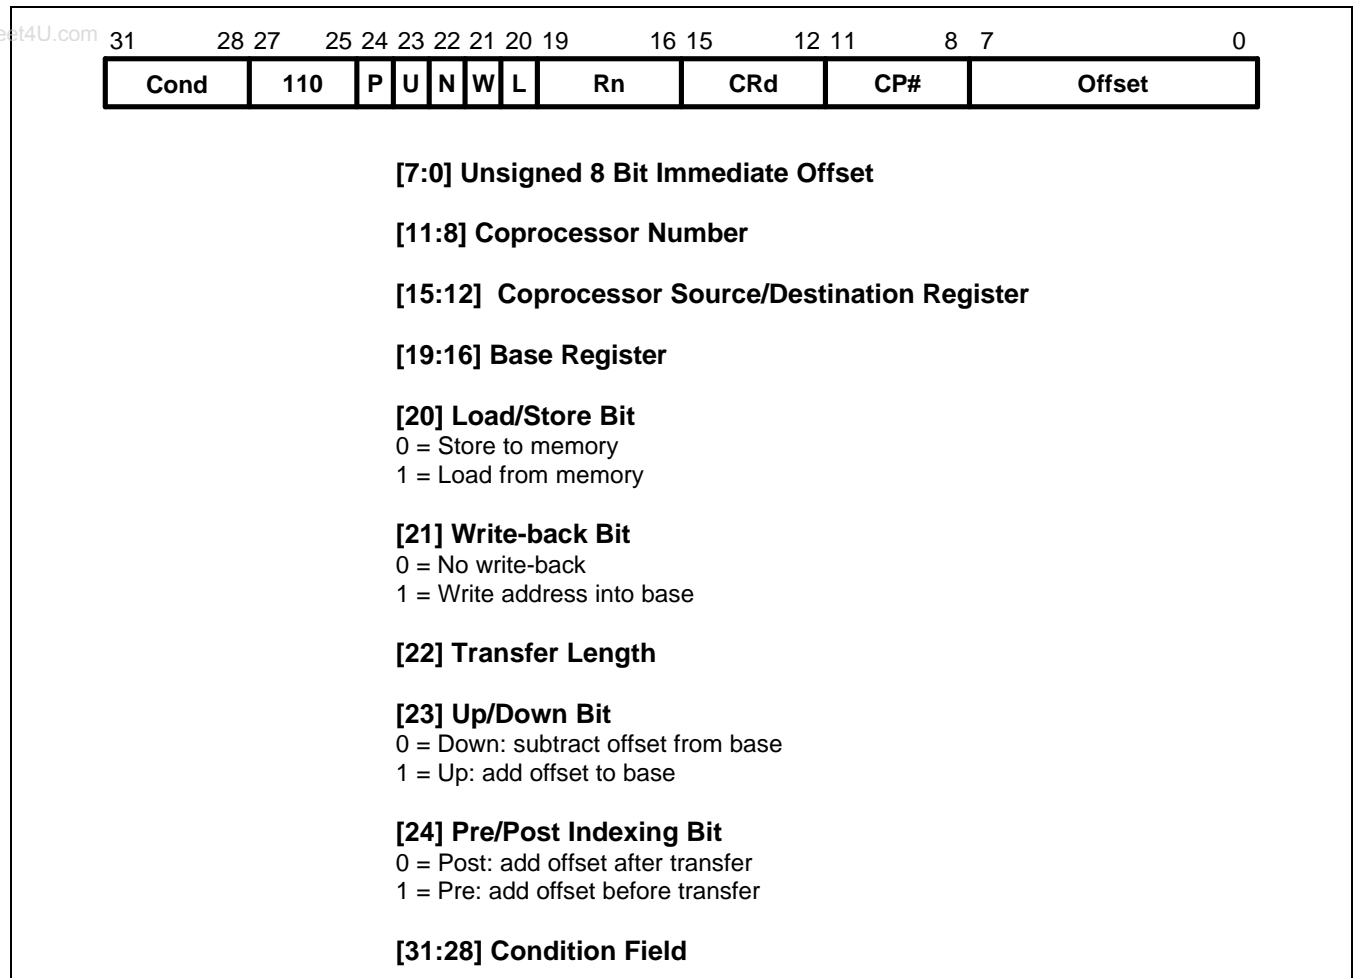 et4U.com
31 28 27 25 24 23 22 21 20 19 16 15 12 11 8 7 0
Cond 110 P U N W L Rn CRd CP# Offset
[7:0] Unsigned 8 Bit Immediate Offset
[11:8] Coprocessor Number
[15:12] Coprocessor Source/Destination Register
[19:16] Base Register
[20] Load/Store Bit
0 = Store to memory
1 = Load from memory
[21] Write-back Bit
0 = No write-back
1 = Write address into base
[22] Transfer Length
[23] Up/Down Bit
0 = Down: subtract offset from base
1 = Up: add offset to base
[24] Pre/Post Indexing Bit
0 = Post: add offset after transfer
1 = Pre: add offset before transfer
[31:28] Condition Field